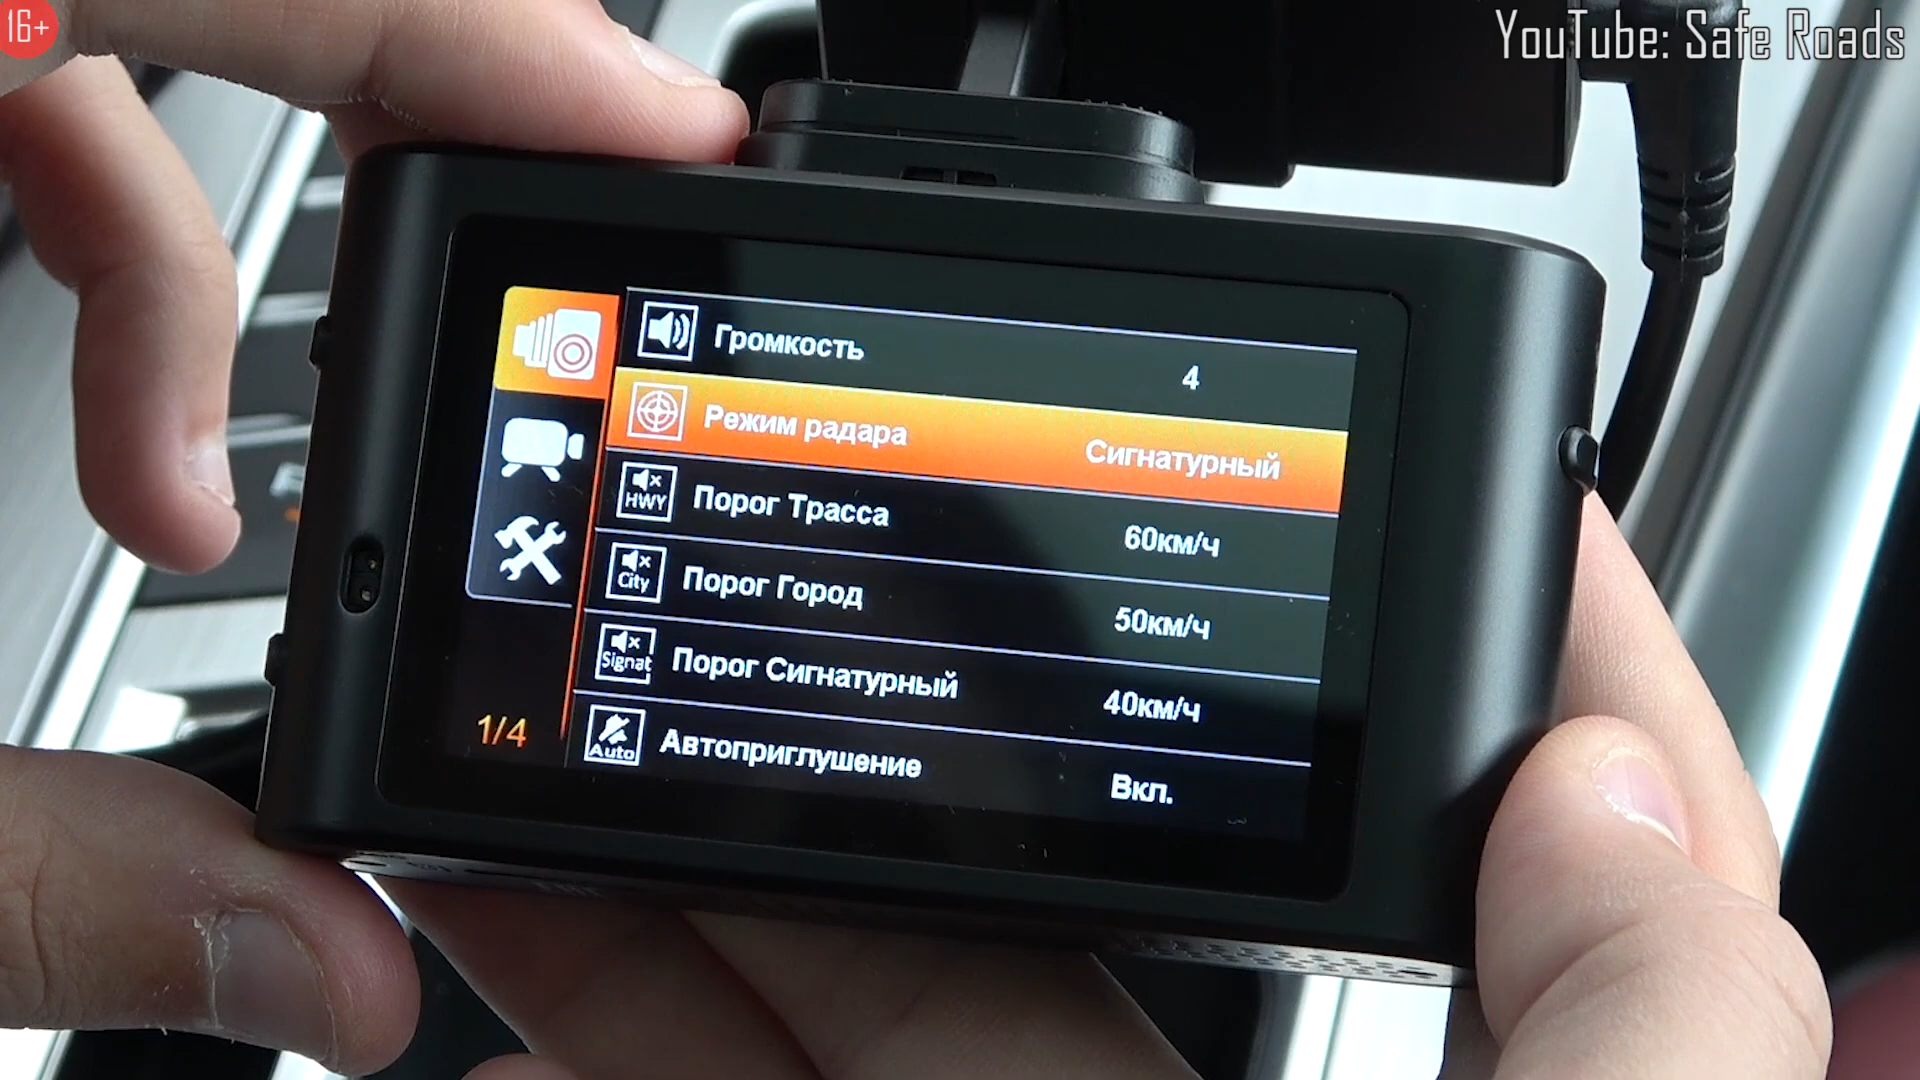 16+
YouTube: Safe Roads
Громкость 4
Режим радара Сигнатурный
HWY Порог Трасса 60км/ч
City Порог Город 50км/ч
Signat Порог Сигнатурный 40км/ч
Auto Автоприглушение Вкл.
1/4